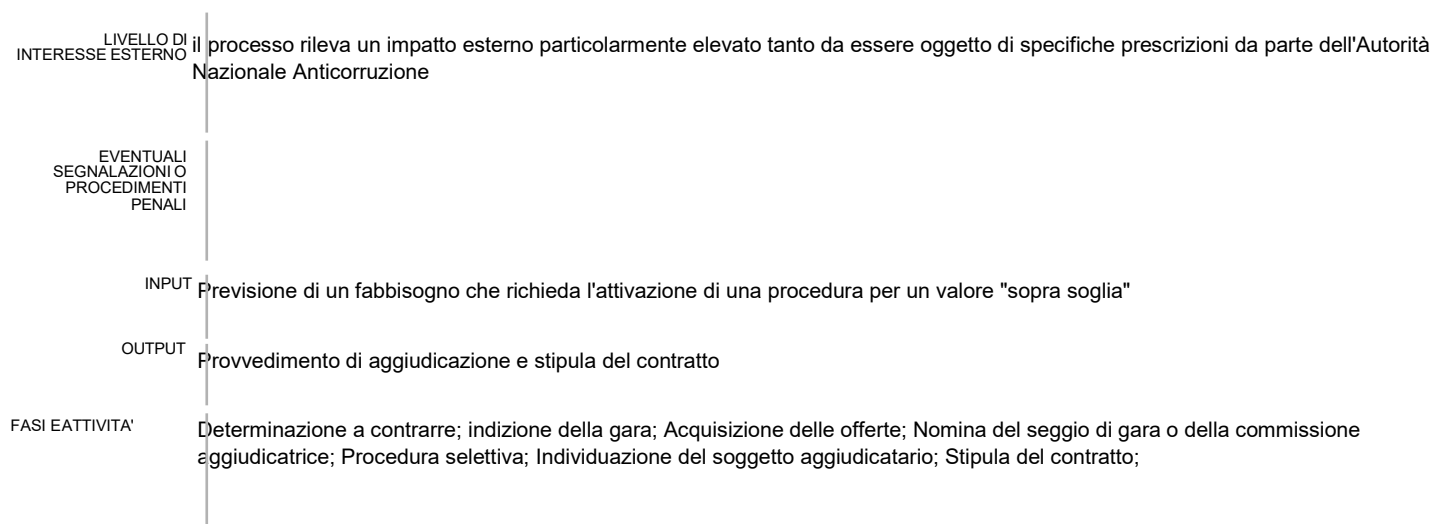 LIVELLO DI
INTERESSE ESTERNO
il processo rileva un impatto esterno particolarmente elevato tanto da essere oggetto di specifiche prescrizioni da parte dell'Autorità
Nazionale Anticorruzione
EVENTUALI
SEGNALAZIONI O
PROCEDIMENTI
PENALI
INPUT
Previsione di un fabbisogno che richieda l'attivazione di una procedura per un valore "sopra soglia"
OUTPUT
Provvedimento di aggiudicazione e stipula del contratto
FASI EATTIVITA'
Determinazione a contrarre; indizione della gara; Acquisizione delle offerte; Nomina del seggio di gara o della commissione
aggiudicatrice; Procedura selettiva; Individuazione del soggetto aggiudicatario; Stipula del contratto;